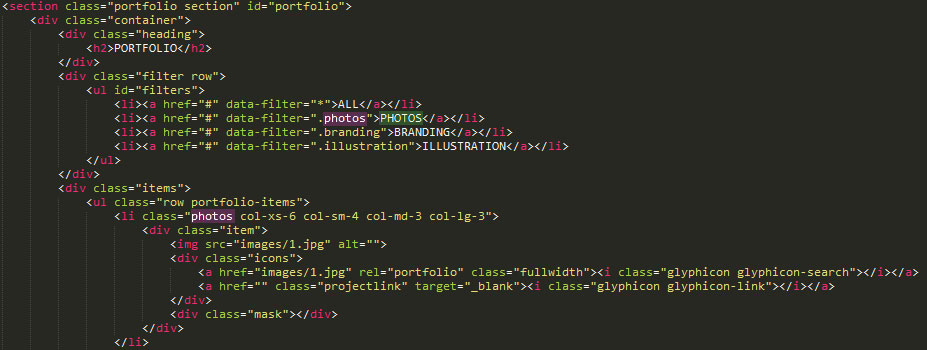 <section class="portfolio section" id="portfolio">
<div class="container">
<div class="heading">
<h2>PORTFOLIO</h2>
</div>
<div class="filter row">
<ul id="filters">
<li><a href="#" data-filter="*">ALL</a></li>
<li><a href="#" data-filter=".photos">PHOTOS</a></li>
<li><a href="#" data-filter=".branding">BRANDING</a></li>
<li><a href="#" data-filter=".illustration">ILLUSTRATION</a></li>
</ul>
</div>
<div class="items">
<ul class="row portfolio-items">
<li class="photos col-xs-6 col-sm-4 col-md-3 col-lg-3">
<div class="item">
<img src="images/1.jpg" alt="">
<div class="icons">
<a href="images/1.jpg" rel="portfolio" class="fullwidth"><i class="glyphicon glyphicon-search"></i></a>
<a href="" class="projectlink" target="_blank"><i class="glyphicon glyphicon-link"></i></a>
</div>
<div class="mask"></div>
</div>
</li>